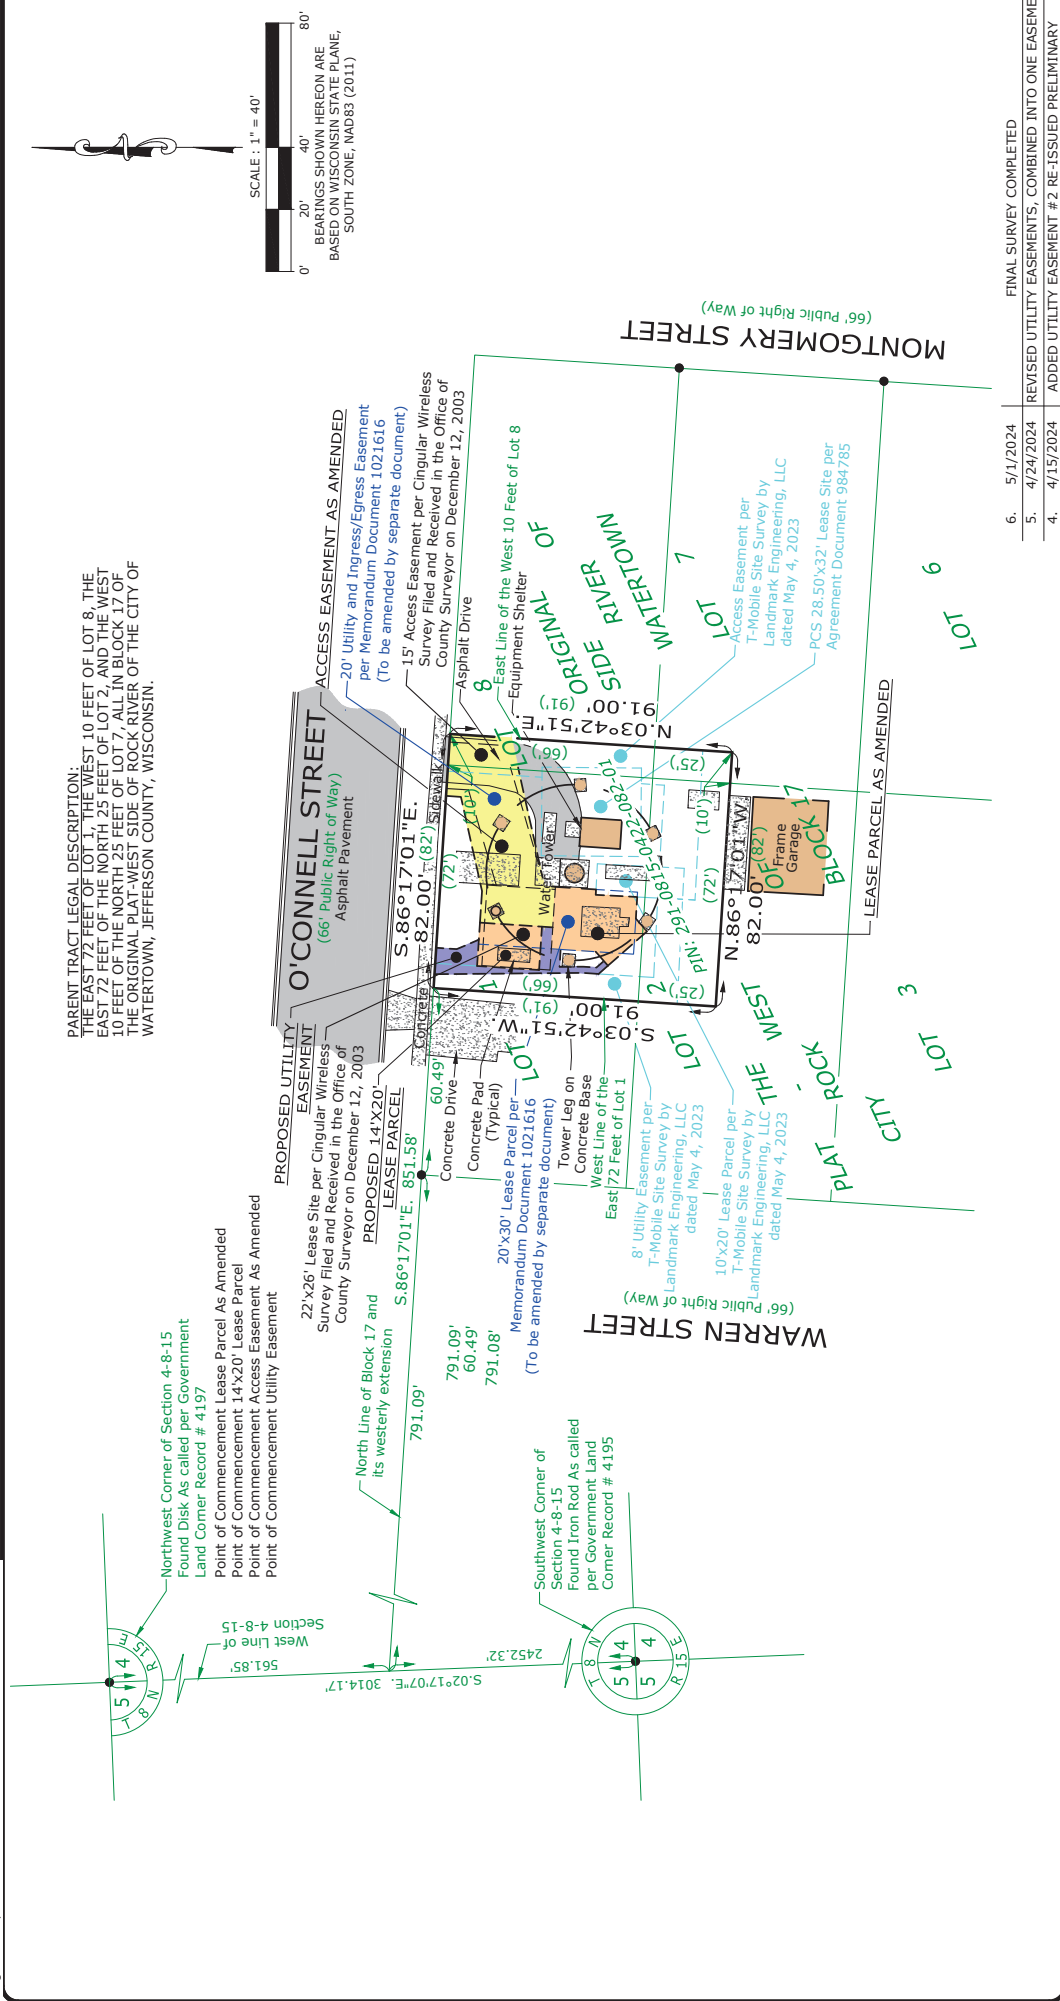 PARENT TRACT LEGAL DESCRIPTION:
THE EAST 72 FEET OF LOT 1, THE WEST 10 FEET OF LOT 8, THE
EAST 72 FEET OF THE NORTH 25 FEET OF LOT 2, AND THE WEST
10 FEET OF THE NORTH 25 FEET OF LOT 7, ALL IN BLOCK 17 OF
THE ORIGINAL PLAT-WEST SIDE OF ROCK RIVER OF THE CITY OF
WATERTOWN, JEFFERSON COUNTY, WISCONSIN.
SCALE : 1" = 40'
0'
20'
40'
80'
BEARINGS SHOWN HEREON ARE
BASED ON WISCONSIN STATE PLANE,
SOUTH ZONE, NAD83 (2011)
Northwest Corner of Section 4-8-15
Found Disk As called per Government
Land Corner Record # 4197
Point of Commencement Lease Parcel As Amended
Point of Commencement 14'x20' Lease Parcel
Point of Commencement Access Easement As Amended
Point of Commencement Utility Easement
T 8 N R 15 E
5 4
West Line of
Section 4-8-15
561.85'
S.02°17'07"E. 3014.17'
2452.32'
Southwest Corner of
Section 4-8-15
Found Iron Rod As called
per Government Land
Corner Record # 4195
T 8 N
5 4
5 4
R 15 E
North Line of Block 17 and
its westerly extension
791.09'
S.86°17'01"E. 851.58'
60.49'
791.09'
60.49'
791.08'
PROPOSED UTILITY
EASEMENT
22'x26' Lease Site per Cingular Wireless
Survey Filed and Received in the Office of
County Surveyor on December 12, 2003
PROPOSED 14'X20'
LEASE PARCEL
Concrete Drive
Concrete Pad
(Typical)
20'x30' Lease Parcel per
Memorandum Document 1021616
(To be amended by separate document)
Tower Leg on
Concrete Base
West Line of the
East 72 Feet of Lot 1
8' Utility Easement per
T-Mobile Site Survey by
Landmark Engineering, LLC
dated May 4, 2023
10'x20' Lease Parcel per
T-Mobile Site Survey by
Landmark Engineering, LLC
dated May 4, 2023
WARREN STREET
(66' Public Right of Way)
O'CONNELL STREET
(66' Public Right of Way)
Asphalt Pavement
S.86°17'01"E.
82.00'
(82')
(72')
(10')
Concrete
Sidewalk
ACCESS EASEMENT AS AMENDED
20' Utility and Ingress/Egress Easement
per Memorandum Document 1021616
(To be amended by separate document)
15' Access Easement per Cingular Wireless
Survey Filed and Received in the Office of
County Surveyor on December 12, 2003
Asphalt Drive
East Line of the West 10 Feet of Lot 8
Equipment Shelter
Water Tower
S.03°42'51"W.
91.00'
(91')
(66')
(25')
N.03°42'51"E.
91.00'
(91')
(66')
(25')
PIN: 291-0815-0422-082-01
(72')
(10')
N.86°17'01"W.
82.00'
(82')
Frame
Garage
LEASE PARCEL AS AMENDED
Access Easement per
T-Mobile Site Survey by
Landmark Engineering, LLC
dated May 4, 2023
PCS 28.50'x32' Lease Site per
Agreement Document 984785
MONTGOMERY STREET
(66' Public Right of Way)
LOT 1
LOT 8
LOT 2
LOT 7
LOT 3
LOT 6
BLOCK 17
OF
ORIGINAL
PLAT -
THE WEST
SIDE OF
ROCK
RIVER
CITY
WATERTOWN
6. 5/1/2024 FINAL SURVEY COMPLETED
5. 4/24/2024 REVISED UTILITY EASEMENTS, COMBINED INTO ONE EASEME
4. 4/15/2024 ADDED UTILITY EASEMENT #2 RE-ISSUED PRELIMINARY